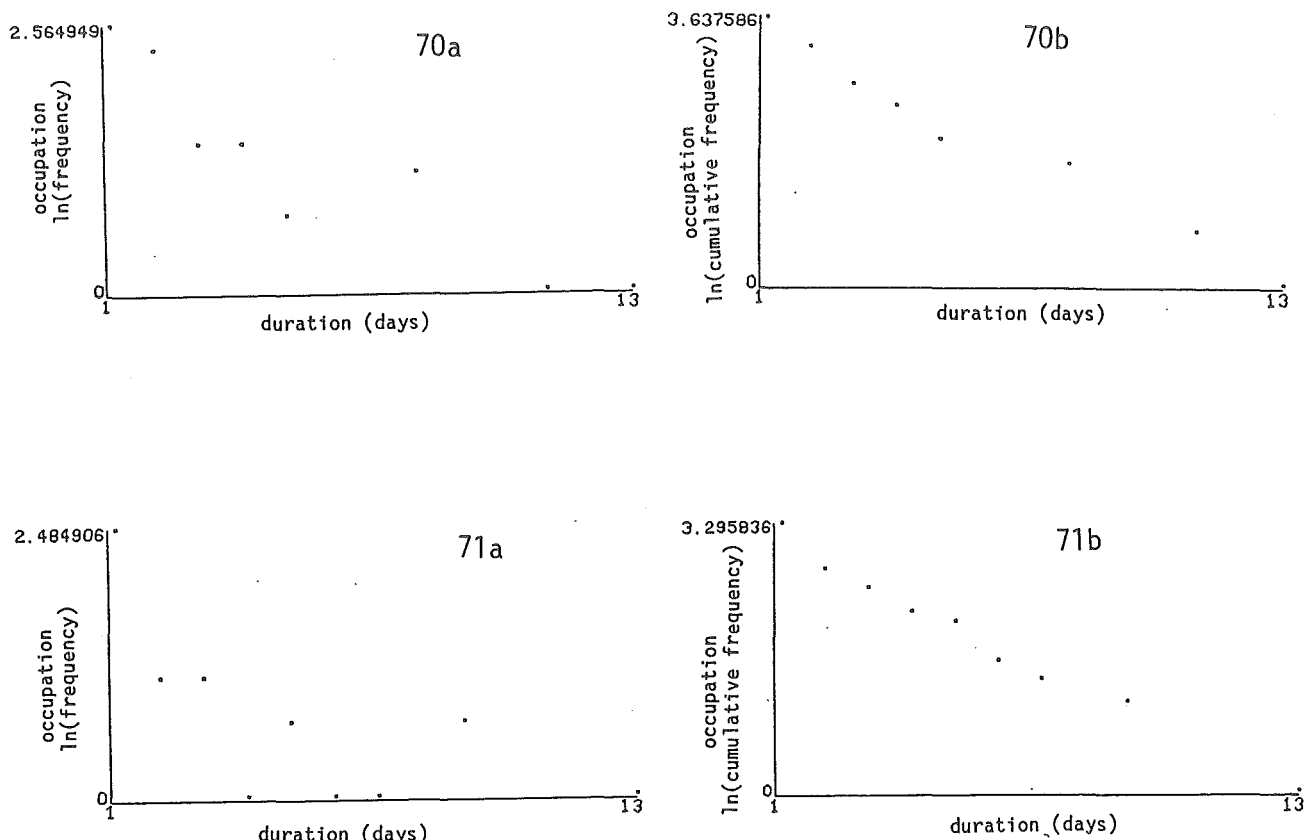 2.564949
70a
occupation
ln(frequency)
0
1
13
duration (days)
3.637586
70b
occupation
ln(cumulative frequency)
0
1
13
duration (days)
2.484906
71a
occupation
ln(frequency)
0
1
13
duration (days)
3.295836
71b
occupation
ln(cumulative frequency)
0
1
13
duration (days)